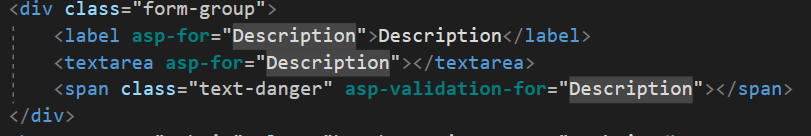 <div class="form-group">
<label asp-for="Description">Description</label>
<textarea asp-for="Description"></textarea>
<span class="text-danger" asp-validation-for="Description"></span>
</div>